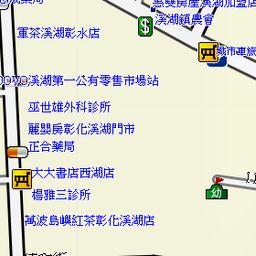 溪湖鎮農會
軍茶溪湖彰水店
溪湖第一公有零售市場站
巫世雄外科診所
麗嬰房彰化溪湖門市
正合藥局
大大書店西湖店
楊雅三診所
萬波島嶼紅茶彰化溪湖店
幼